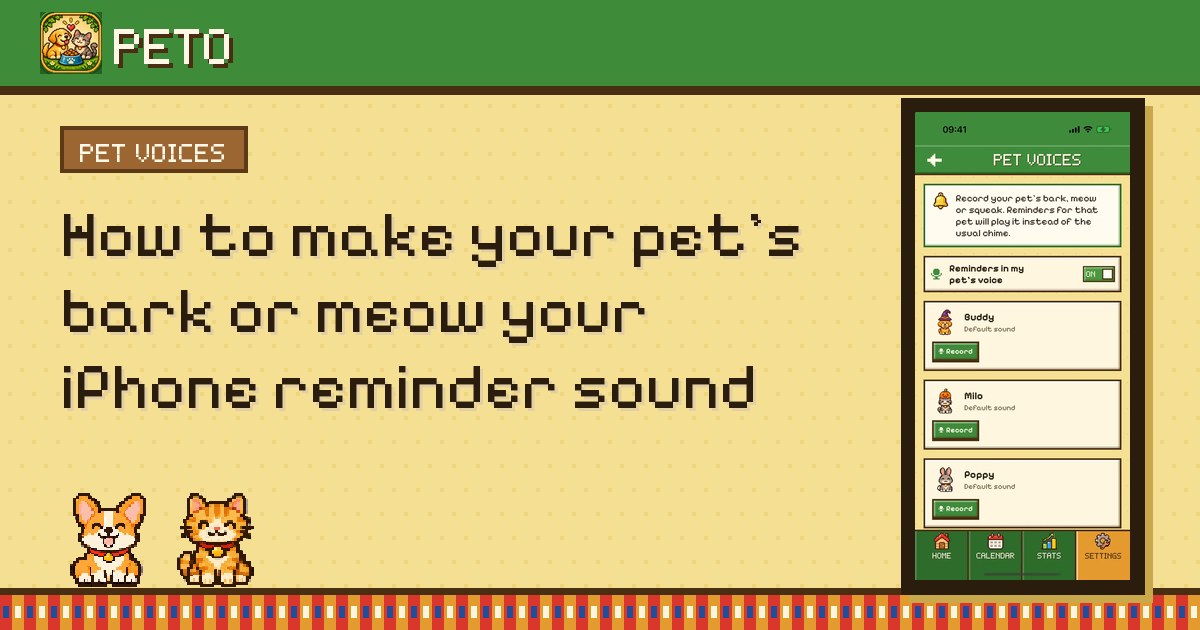 PETO
PET VOICES
How to make your pet's
bark or meow your
iPhone reminder sound
09:41
PET VOICES
Record your pet's bark, meow
or squeak. Reminders for that
pet will play it instead of the
usual chime.
Reminders in my
pet's voice
ON
Buddy
Default sound
Record
Milo
Default sound
Record
Poppy
Default sound
Record
HOME
CALENDAR
STATS
SETTINGS